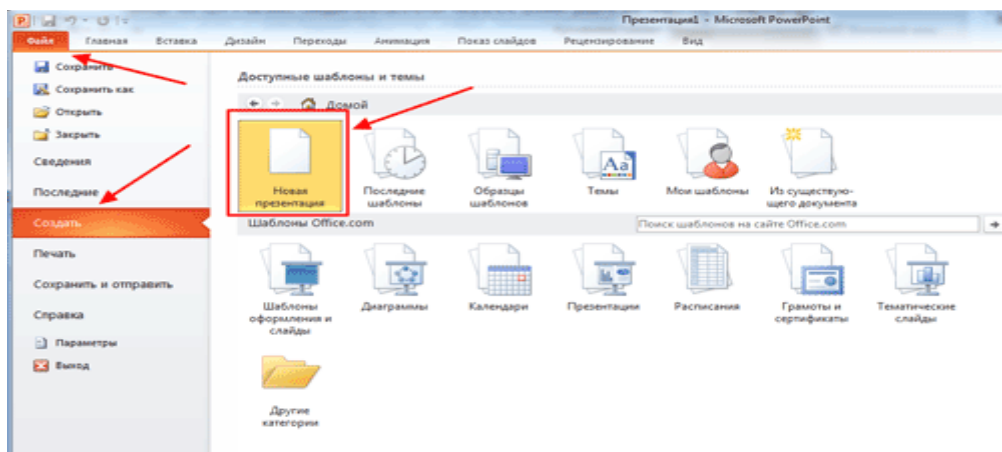 Презентация1 - Microsoft PowerPoint
Файл Главная Вставка Дизайн Переходы Анимация Показ слайдов Рецензирование Вид
Сохранить
Сохранить как
Открыть
Закрыть
Сведения
Последние
Создать
Печать
Сохранить и отправить
Справка
Параметры
Выход
Доступные шаблоны и темы
Домой
Новая
презентация
Последние
шаблоны
Образцы
шаблонов
Темы
Мои шаблоны
Из существую-
щего документа
Шаблоны Office.com
Поиск шаблонов на сайте Office.com
Шаблоны
оформления и
слайды
Диаграммы
Календари
Презентации
Расписания
Грамоты и
сертификаты
Тематические
слайды
Другие
категории